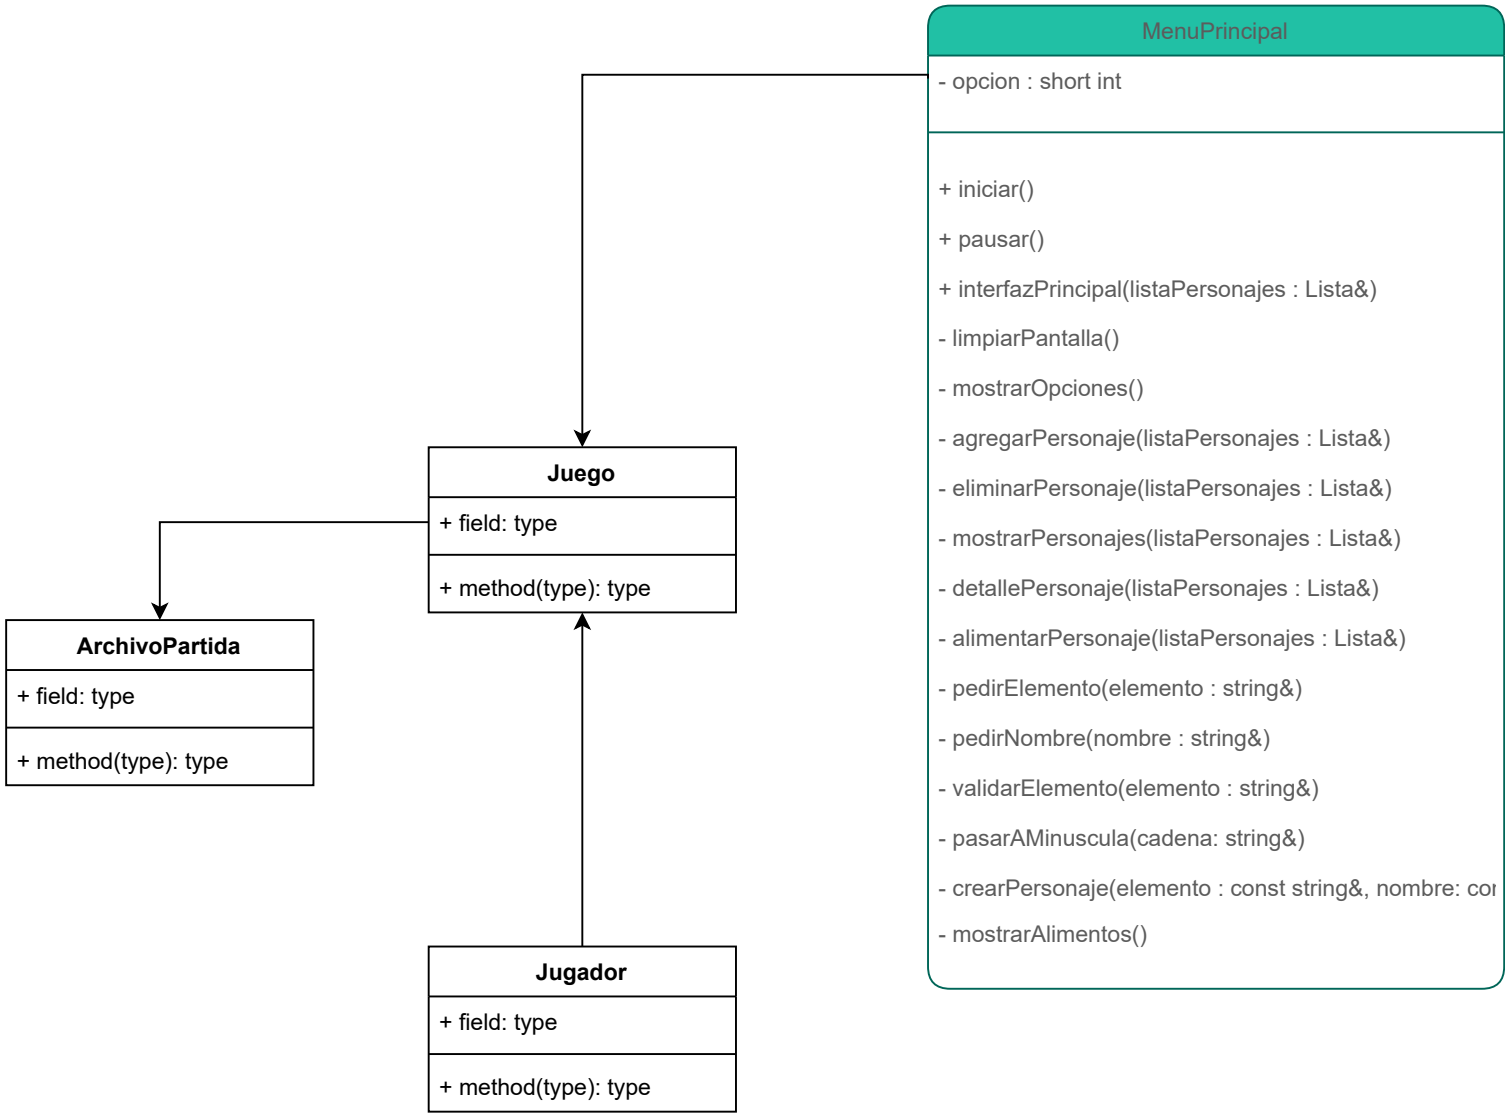 MenuPrincipal
- opcion : short int
+ iniciar()
+ pausar()
+ interfazPrincipal(listaPersonajes : Lista&)
- limpiarPantalla()
- mostrarOpciones()
- agregarPersonaje(listaPersonajes : Lista&)
- eliminarPersonaje(listaPersonajes : Lista&)
- mostrarPersonajes(listaPersonajes : Lista&)
- detallePersonaje(listaPersonajes : Lista&)
- alimentarPersonaje(listaPersonajes : Lista&)
- pedirElemento(elemento : string&)
- pedirNombre(nombre : string&)
- validarElemento(elemento : string&)
- pasarAMinuscula(cadena: string&)
- crearPersonaje(elemento : const string&, nombre:
- mostrarAlimentos()
Juego
+ field: type
+ method(type): type
ArchivoPartida
+ field: type
+ method(type): type
Jugador
+ field: type
+ method(type): type